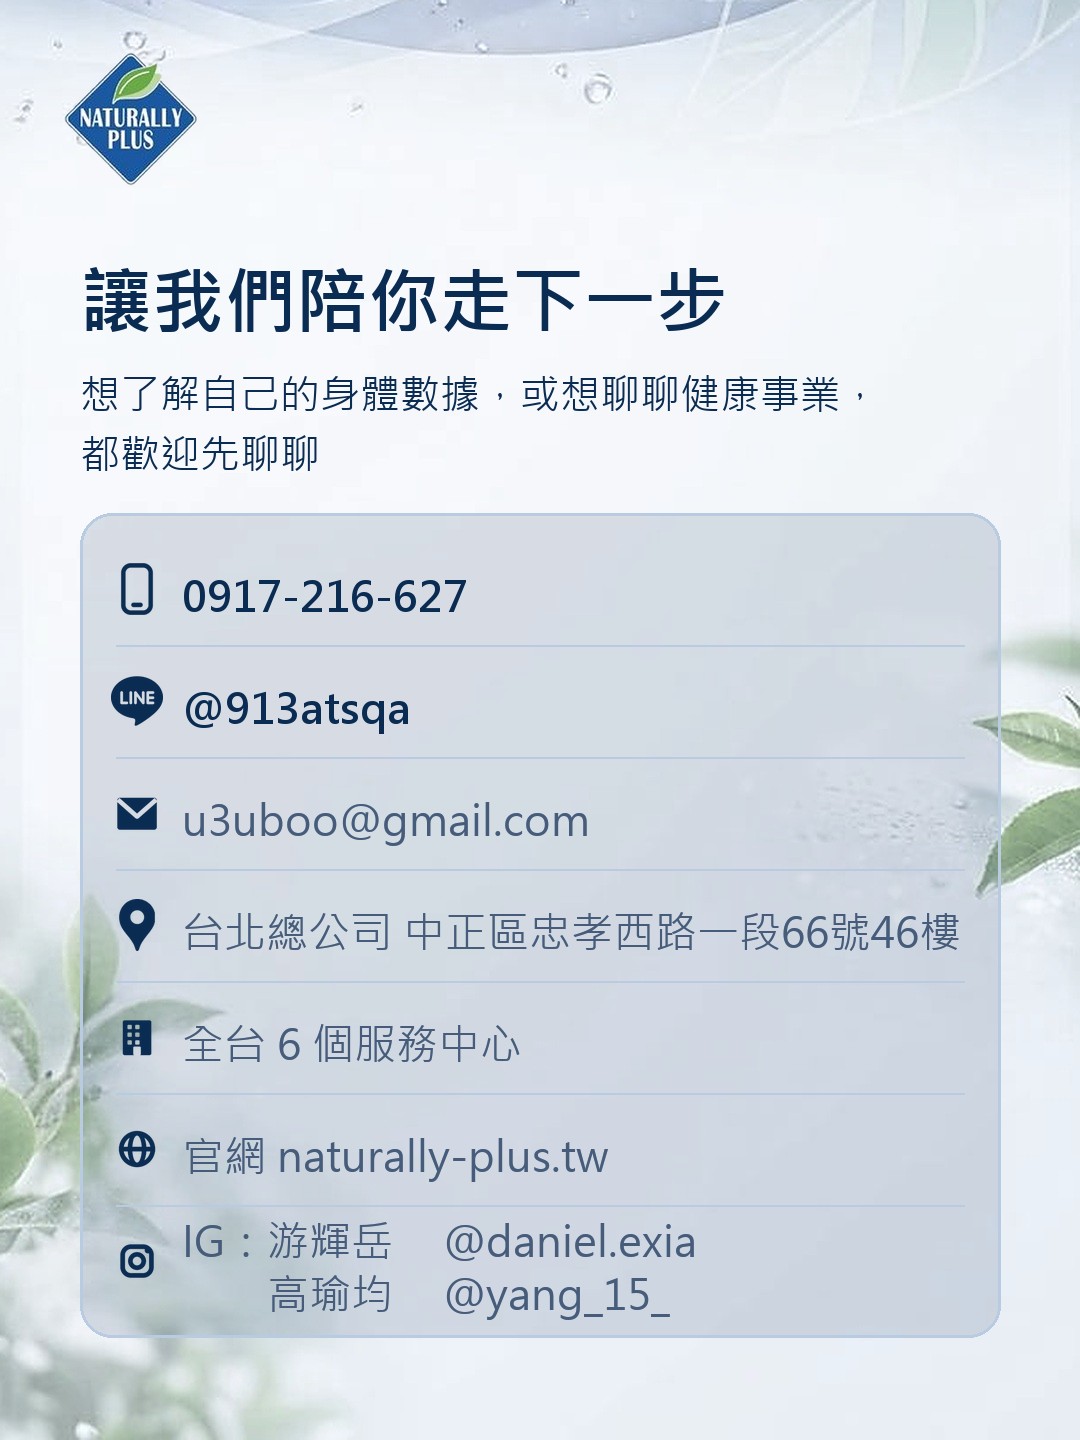 NATURALLY
PLUS
讓我們陪你走下一步
想了解自己的身體數據，或想聊聊健康事業，
都歡迎先聊聊
0917-216-627
LINE
@913atsqa
u3uboo@gmail.com
台北總公司 中正區忠孝西路一段66號46樓
全台 6 個服務中心
官網 naturally-plus.tw
IG：游輝岳 @daniel.exia
高瑜均 @yang_15_